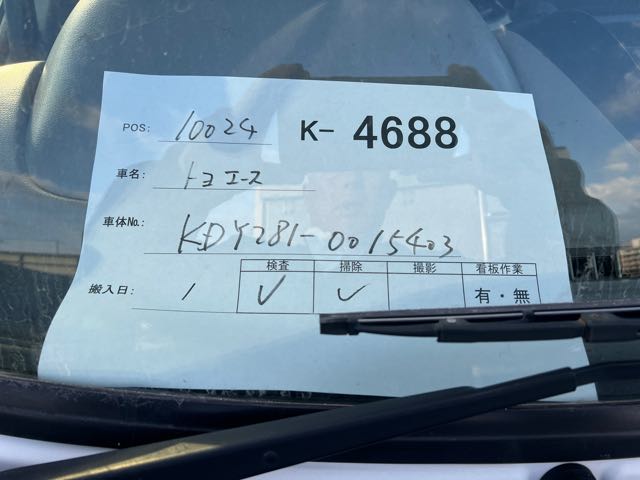 POS: 10024 K- 4688
車名: トヨエース
車体No.: KDY281-0015403
検査 掃除 撮影 看板作業
搬入日: / ✓ ✓ 有・無